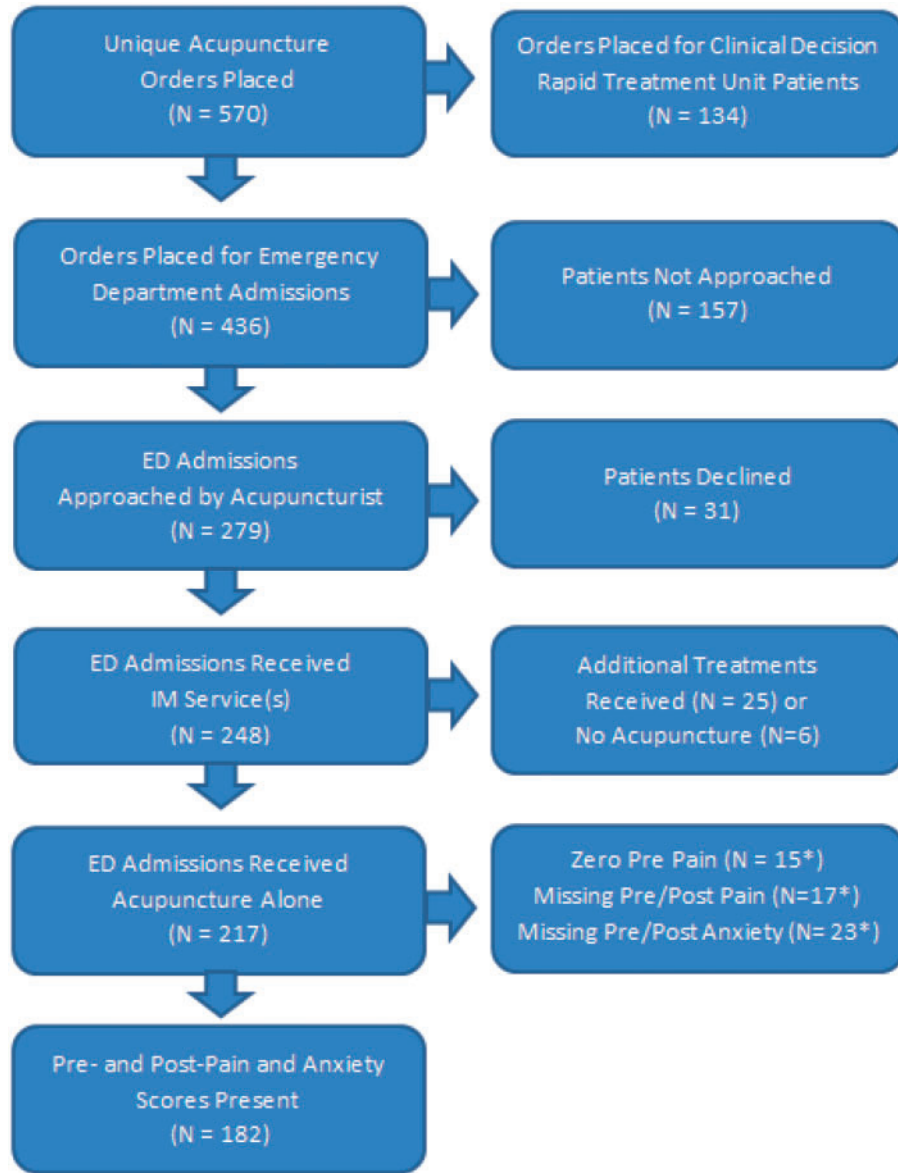 Unique Acupuncture
Orders Placed
(N = 570)
Orders Placed for Clinical Decision
Rapid Treatment Unit Patients
(N = 134)
Orders Placed for Emergency
Department Admissions
(N = 436)
Patients Not Approached
(N = 157)
ED Admissions
Approached by Acupuncturist
(N = 279)
Patients Declined
(N = 31)
ED Admissions Received
IM Service(s)
(N = 248)
Additional Treatments
Received (N = 25) or
No Acupuncture (N=6)
ED Admissions Received
Acupuncture Alone
(N = 217)
Zero Pre Pain (N = 15*)
Missing Pre/Post Pain (N=17*)
Missing Pre/Post Anxiety (N= 23*)
Pre- and Post-Pain and Anxiety
Scores Present
(N = 182)